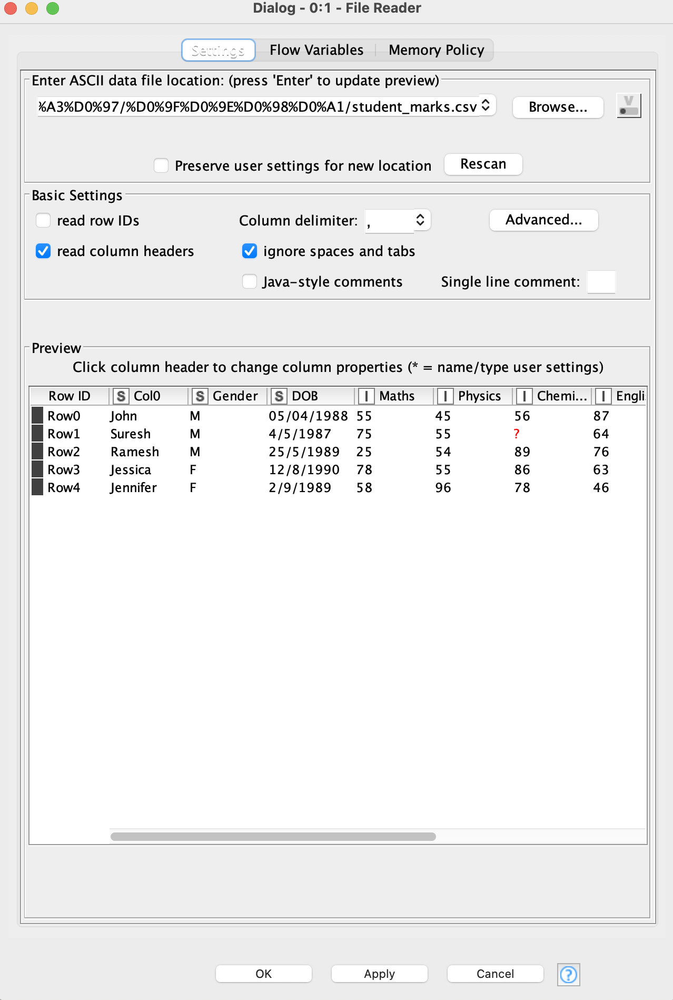 Dialog - 0:1 - File Reader
Settings Flow Variables Memory Policy
Enter ASCII data file location: (press 'Enter' to update preview)
%A3%D0%97/%D0%9F%D0%9E%D0%98%D0%A1/student_marks.csv Browse... V
Preserve user settings for new location Rescan
Basic Settings
read row IDs Column delimiter: , Advanced...
read column headers ignore spaces and tabs
Java-style comments Single line comment:
Preview
Click column header to change column properties (* = name/type user settings)
Row ID S Col0 S Gender S DOB I Maths I Physics I Chemi... I Engli
Row0 John M 05/04/1988 55 45 56 87
Row1 Suresh M 4/5/1987 75 55 ? 64
Row2 Ramesh M 25/5/1989 25 54 89 76
Row3 Jessica F 12/8/1990 78 55 86 63
Row4 Jennifer F 2/9/1989 58 96 78 46
OK Apply Cancel ?